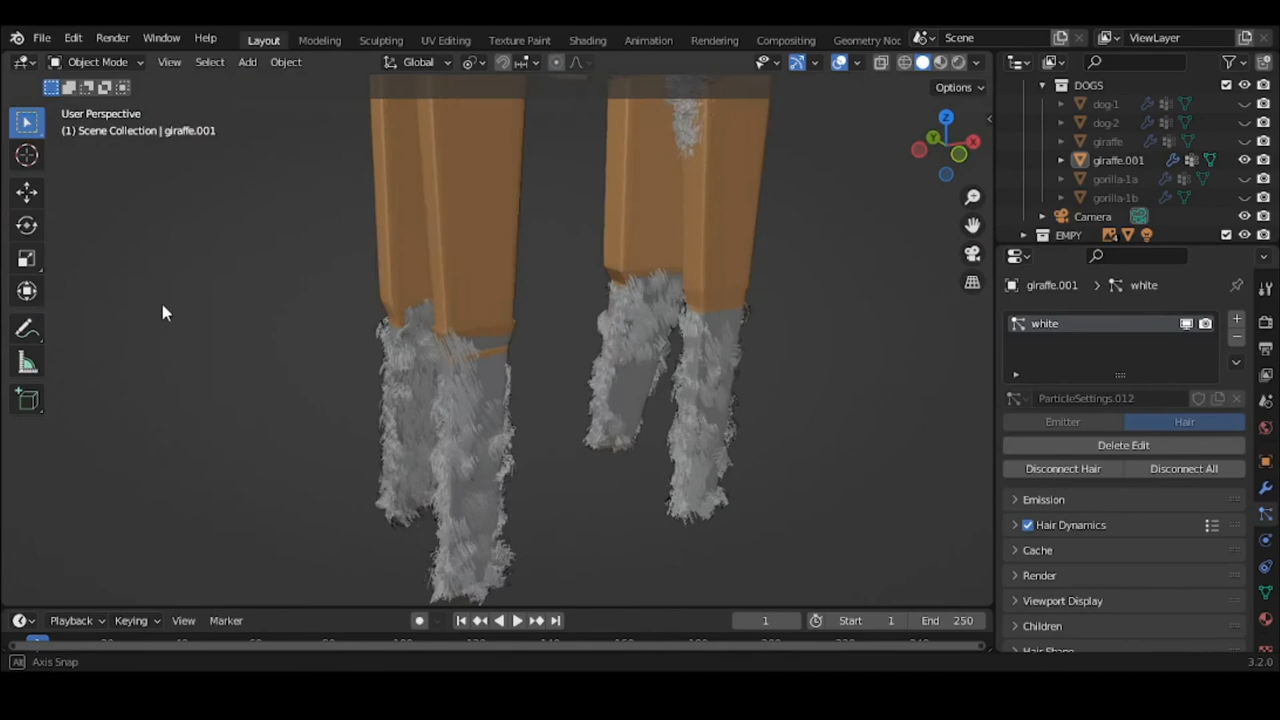 File Edit Render Window Help Layout Modeling Sculpting UV Editing Texture Paint Shading Animation Rendering Compositing Geometry Noc Scene ViewLayer
Object Mode View Select Add Object Global
Options
User Perspective
(1) Scene Collection | giraffe.001
Z
Y
X
DOGS
dog-1
dog-2
giraffe
giraffe.001
gorilla-1a
gorilla-1b
Camera
EMPY 4
giraffe.001 > white
white
ParticleSettings.012
Emitter Hair
Delete Edit
Disconnect Hair Disconnect All
Emission
Hair Dynamics
Cache
Render
Viewport Display
Children
Playback Keying View Marker 1 Start 1 End 250
Alt Axis Snap 3.2.0